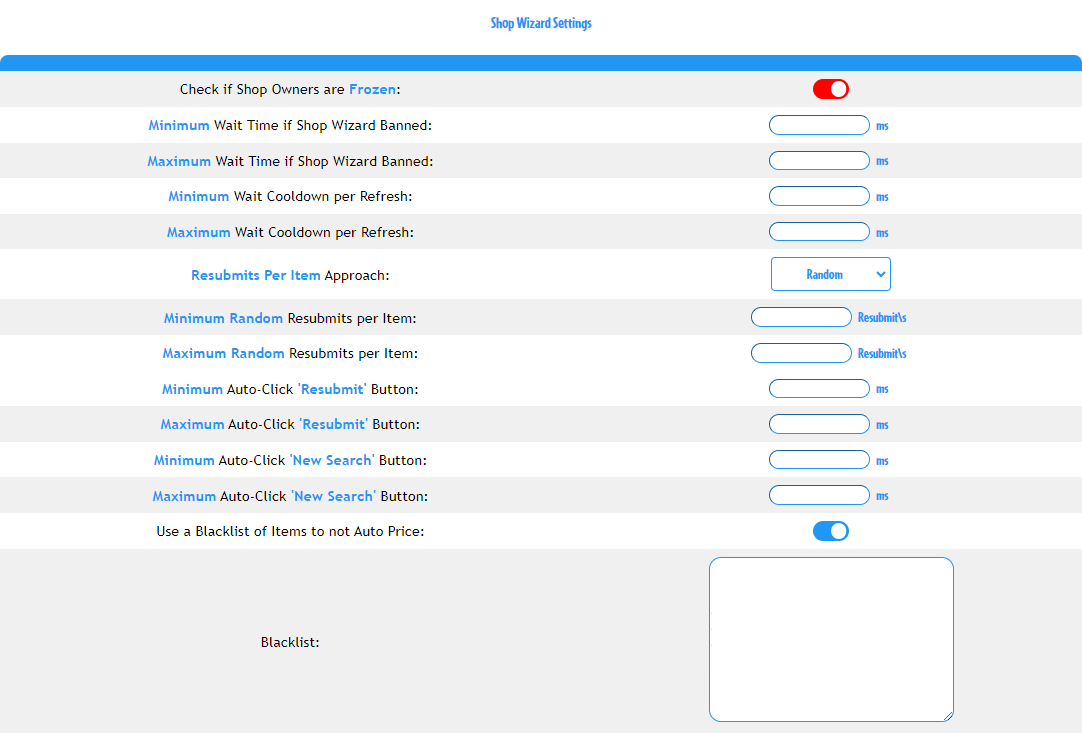 Shop Wizard Settings
Check if Shop Owners are Frozen:
Minimum Wait Time if Shop Wizard Banned: ms
Maximum Wait Time if Shop Wizard Banned: ms
Minimum Wait Cooldown per Refresh: ms
Maximum Wait Cooldown per Refresh: ms
Resubmits Per Item Approach: Random
Minimum Random Resubmits per Item: Resubmit\s
Maximum Random Resubmits per Item: Resubmit\s
Minimum Auto-Click 'Resubmit' Button: ms
Maximum Auto-Click 'Resubmit' Button: ms
Minimum Auto-Click 'New Search' Button: ms
Maximum Auto-Click 'New Search' Button: ms
Use a Blacklist of Items to not Auto Price:
Blacklist: